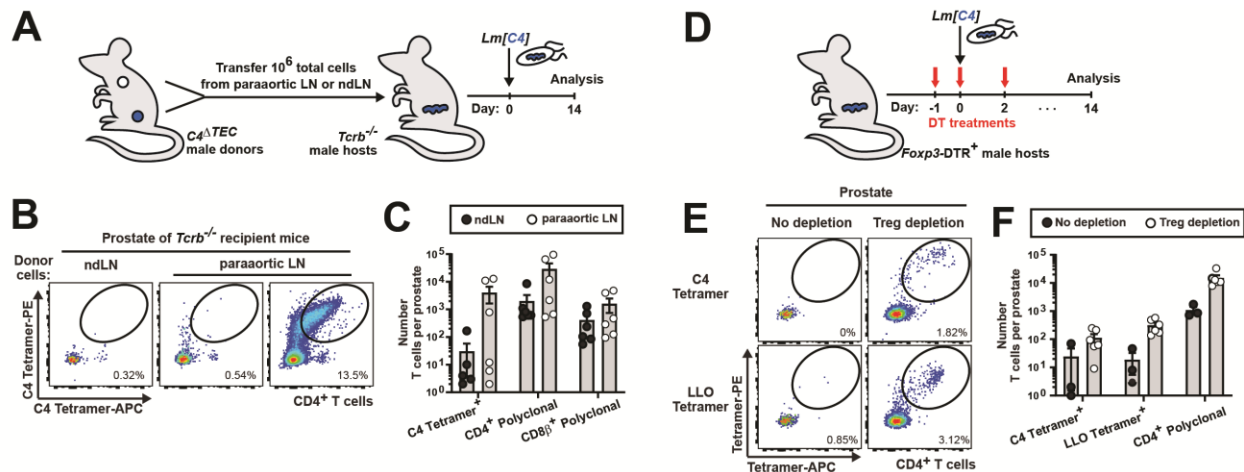 A
Transfer 10⁶ total cells
from paraaortic LN or ndLN
C4ΔTEC
male donors
Tcrb-/-
male hosts
Lm[C4]
Analysis
Day: 0 14
B
Prostate of Tcrb-/- recipient mice
Donor cells:
ndLN
paraaortic LN
C4 Tetramer-PE
0.32%
0.54%
13.5%
C4 Tetramer-APC
CD4+ T cells
C
ndLN paraaortic LN
Number
T cells per prostate
10⁵
10⁴
10³
10²
10¹
10⁰
C4 Tetramer+
CD4+ Polyclonal
CD8β+ Polyclonal
D
Lm[C4]
Analysis
Day: -1 0 2 . . . 14
DT treatments
Foxp3-DTR+ male hosts
E
Prostate
No depletion
Treg depletion
C4
Tetramer
0%
1.82%
LLO
Tetramer
Tetramer-PE
0.85%
3.12%
Tetramer-APC
CD4+ T cells
F
No depletion Treg depletion
Number
T cells per prostate
10⁵
10⁴
10³
10²
10¹
10⁰
C4 Tetramer+
LLO Tetramer+
CD4+ Polyclonal